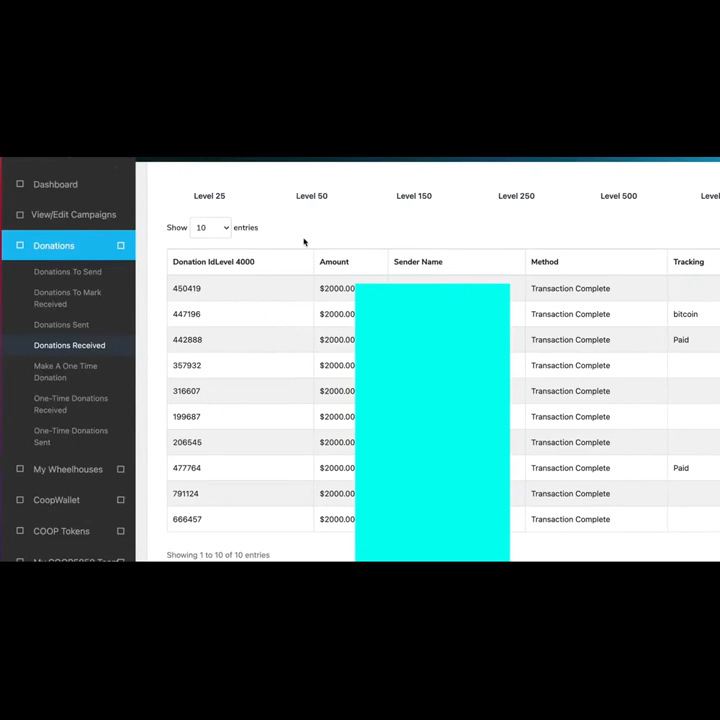 Dashboard
View/Edit Campaigns
Donations
Donations To Send
Donations To Mark
Received
Donations Sent
Donations Received
Make A One Time
Donation
One-Time Donations
Received
One-Time Donations
Sent
My Wheelhouses
CoopWallet
COOP Tokens
Level 25 Level 50 Level 150 Level 250 Level 500 Level
Show 10 entries
Donation IdLevel 4000 Amount Sender Name Method Tracking
450419 $2000.00 Transaction Complete
447196 $2000.00 Transaction Complete bitcoin
442888 $2000.00 Transaction Complete Paid
357932 $2000.00 Transaction Complete
316607 $2000.00 Transaction Complete
199687 $2000.00 Transaction Complete
206545 $2000.00 Transaction Complete
477764 $2000.00 Transaction Complete Paid
791124 $2000.00 Transaction Complete
666457 $2000.00 Transaction Complete
Showing 1 to 10 of 10 entries